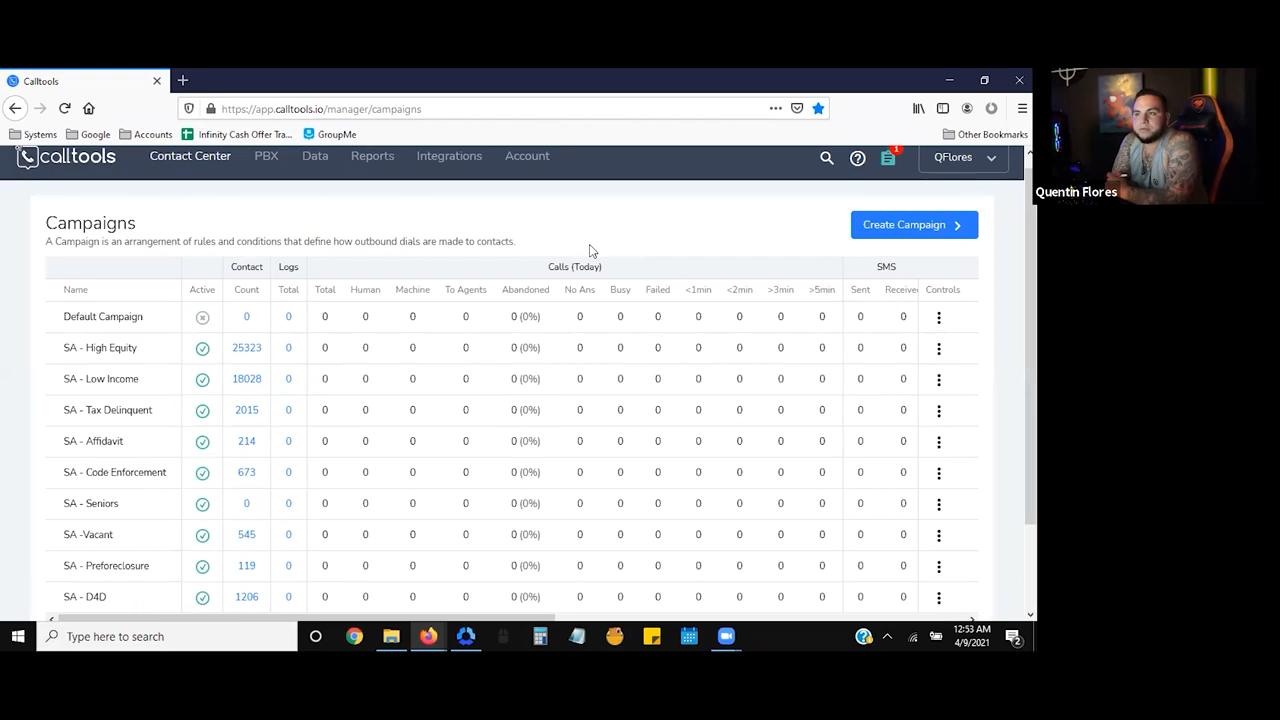 Calltools
https://app.calltools.io/manager/campaigns
Systems Google Accounts Infinity Cash Offer Tra... GroupMe Other Bookmarks
calltools Contact Center PBX Data Reports Integrations Account 1 QFlores
Quentin Flores
Campaigns
Create Campaign
A Campaign is an arrangement of rules and conditions that define how outbound dials are made to contacts.
Contact Logs Calls (Today) SMS
Name Active Count Total Total Human Machine To Agents Abandoned No Ans Busy Failed <1min <2min >3min >5min Sent Receive Controls
Default Campaign 0 0 0 0 0 0 0 (0%) 0 0 0 0 0 0 0 0 0
SA - High Equity 25323 0 0 0 0 0 0 (0%) 0 0 0 0 0 0 0 0 0
SA - Low Income 18028 0 0 0 0 0 0 (0%) 0 0 0 0 0 0 0 0 0
SA - Tax Delinquent 2015 0 0 0 0 0 0 (0%) 0 0 0 0 0 0 0 0 0
SA - Affidavit 214 0 0 0 0 0 0 (0%) 0 0 0 0 0 0 0 0 0
SA - Code Enforcement 673 0 0 0 0 0 0 (0%) 0 0 0 0 0 0 0 0 0
SA - Seniors 0 0 0 0 0 0 0 (0%) 0 0 0 0 0 0 0 0 0
SA -Vacant 545 0 0 0 0 0 0 (0%) 0 0 0 0 0 0 0 0 0
SA - Preforeclosure 119 0 0 0 0 0 0 (0%) 0 0 0 0 0 0 0 0 0
SA - D4D 1206 0 0 0 0 0 0 (0%) 0 0 0 0 0 0 0 0 0
Type here to search
12:53 AM
4/9/2021
2